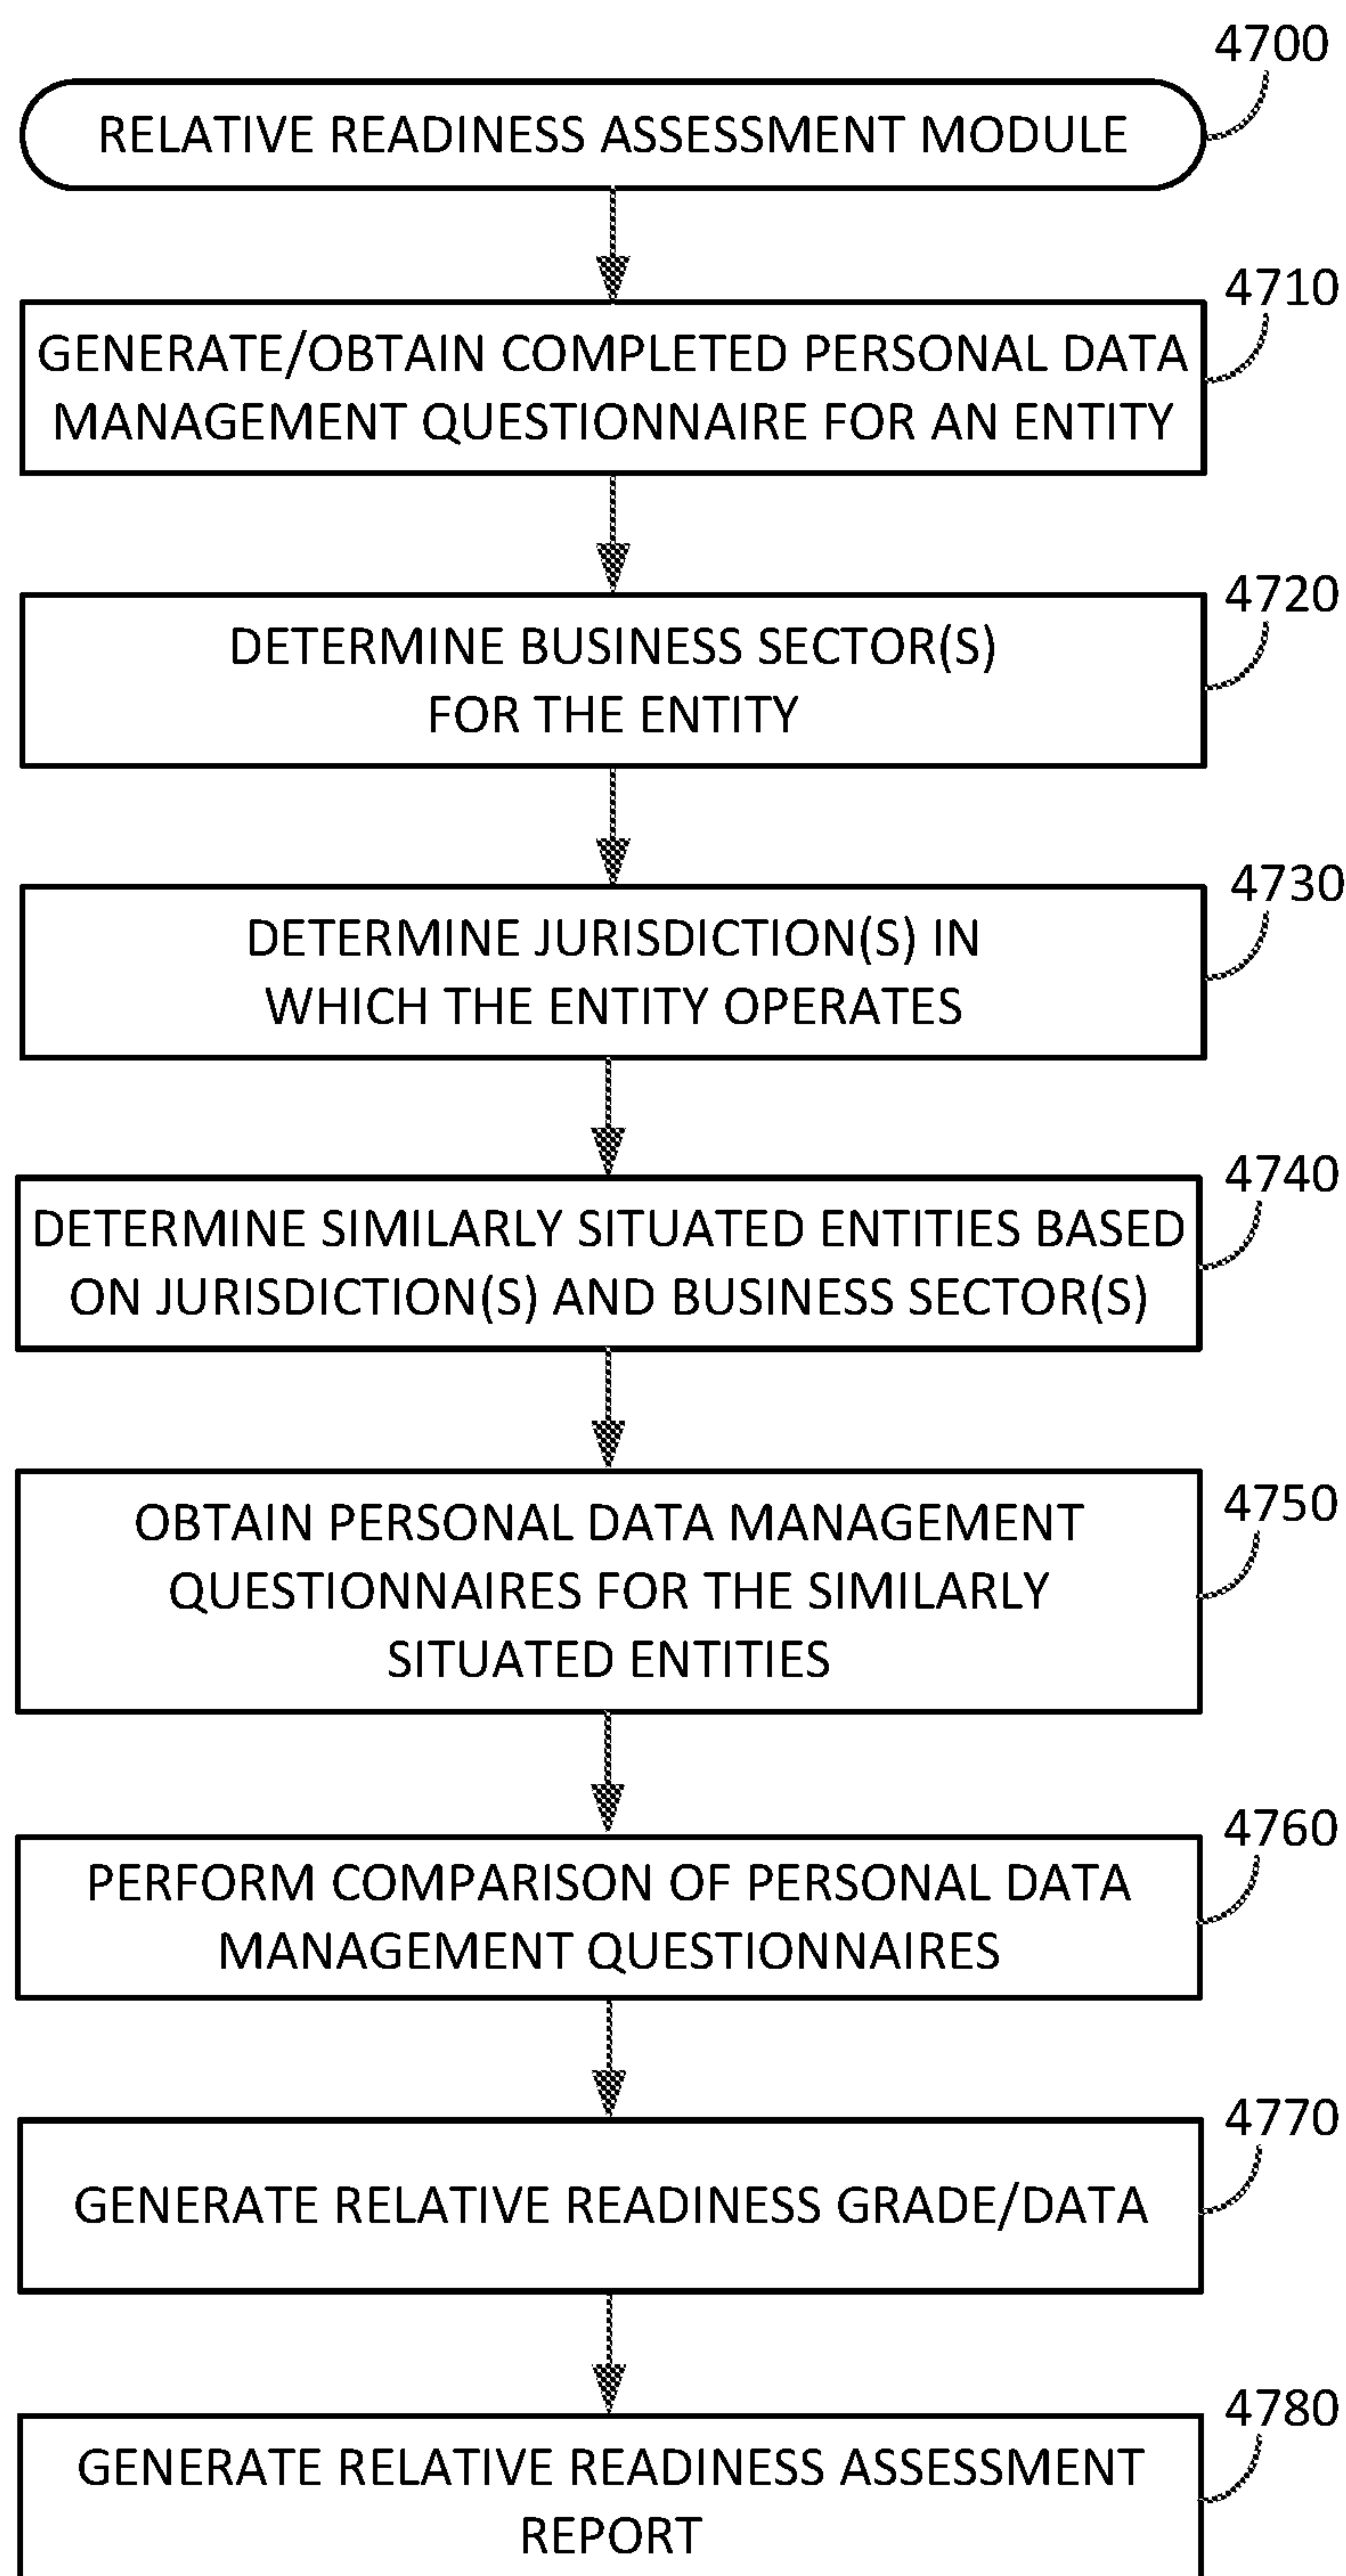 4700
RELATIVE READINESS ASSESSMENT MODULE
4710
GENERATE/OBTAIN COMPLETED PERSONAL DATA
MANAGEMENT QUESTIONNAIRE FOR AN ENTITY
4720
DETERMINE BUSINESS SECTOR(S)
FOR THE ENTITY
4730
DETERMINE JURISDICTION(S) IN
WHICH THE ENTITY OPERATES
4740
DETERMINE SIMILARLY SITUATED ENTITIES BASED
ON JURISDICTION(S) AND BUSINESS SECTOR(S)
4750
OBTAIN PERSONAL DATA MANAGEMENT
QUESTIONNAIRES FOR THE SIMILARLY
SITUATED ENTITIES
4760
PERFORM COMPARISON OF PERSONAL DATA
MANAGEMENT QUESTIONNAIRES
4770
GENERATE RELATIVE READINESS GRADE/DATA
4780
GENERATE RELATIVE READINESS ASSESSMENT
REPORT